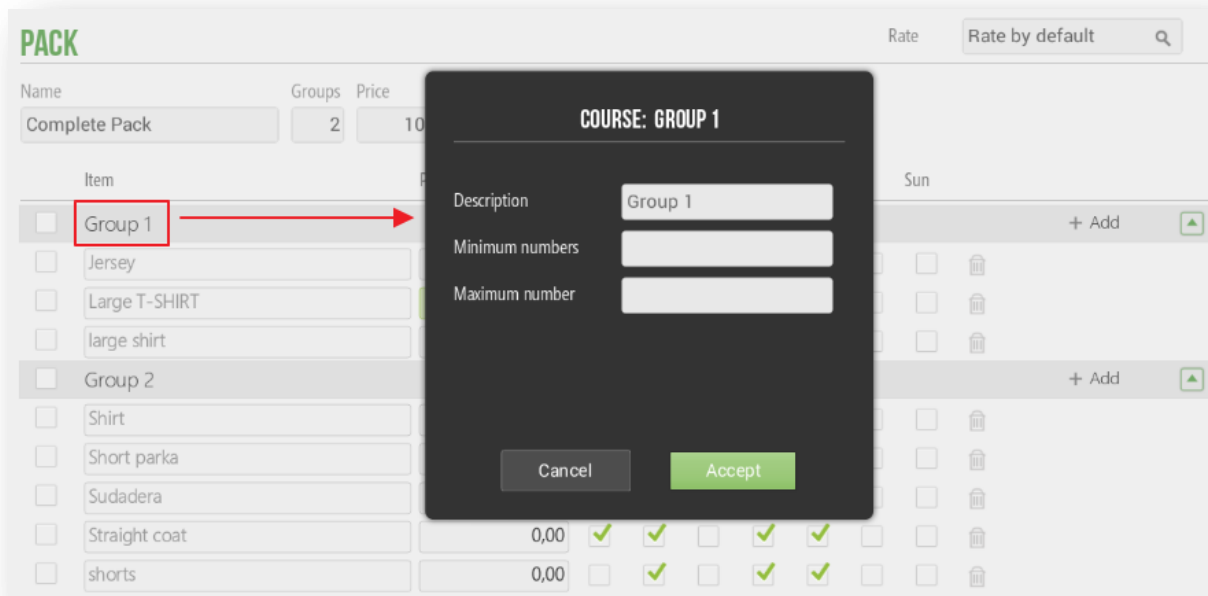 PACK
Rate Rate by default
Name Groups Price
Complete Pack 2 10
COURSE: GROUP 1
Item Sun
Description Group 1
Group 1 + Add
Minimum numbers
Jersey
Maximum number
Large T-SHIRT
large shirt
Group 2 + Add
Shirt
Short parka
Cancel Accept
Sudadera
Straight coat 0,00
shorts 0,00